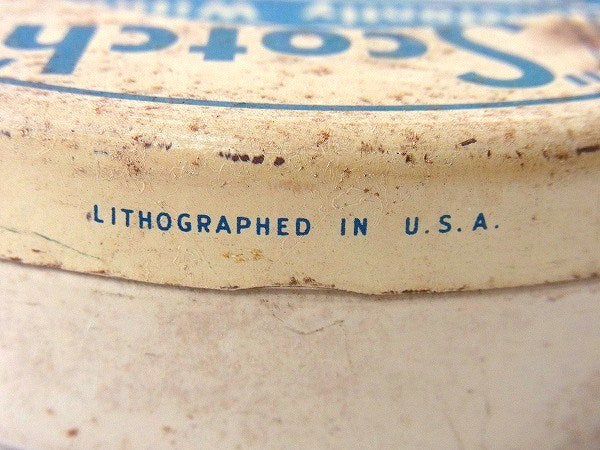 "Scotch"
LITHOGRAPHED IN U.S.A.